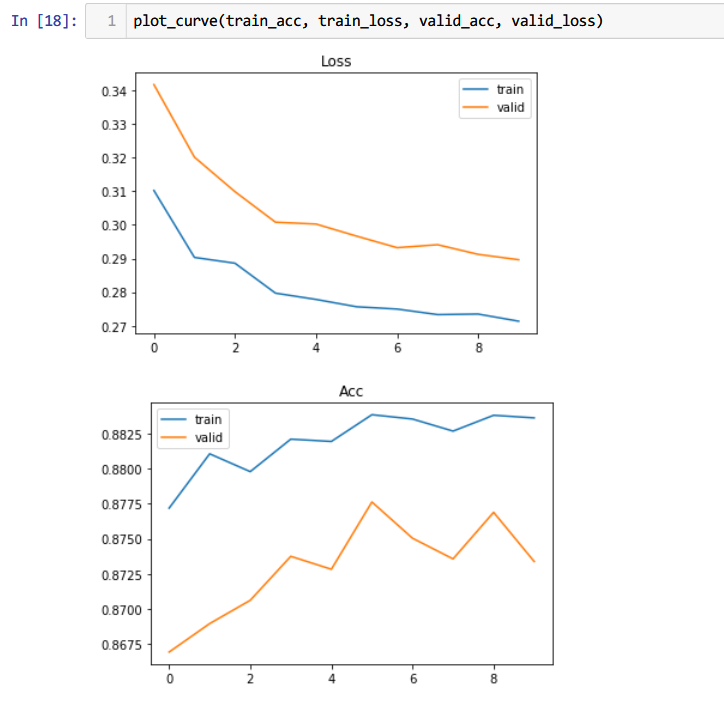 In [18]: 1 plot_curve(train_acc, train_loss, valid_acc, valid_loss)
Loss
train
valid
0.34
0.33
0.32
0.31
0.30
0.29
0.28
0.27
0 2 4 6 8
Acc
train
valid
0.8825
0.8800
0.8775
0.8750
0.8725
0.8700
0.8675
0 2 4 6 8